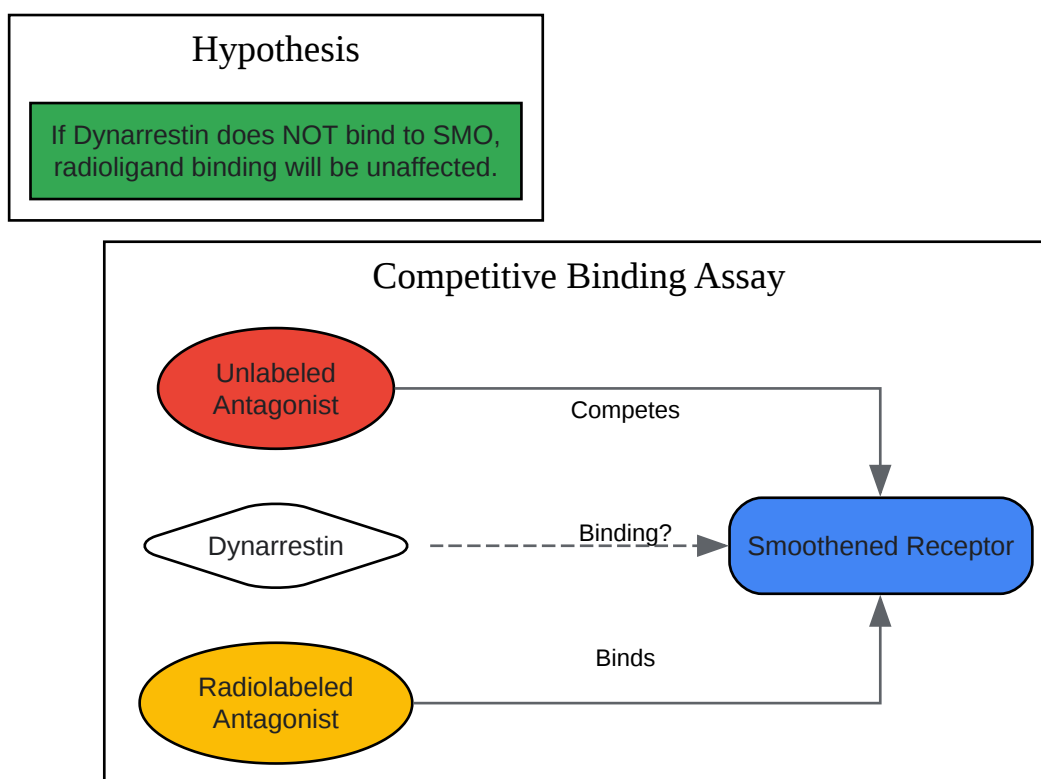 Hypothesis
If Dynarrestin does NOT bind to SMO,
radioligand binding will be unaffected.
Competitive Binding Assay
Unlabeled
Antagonist
Competes
Dynarrestin
Binding?
Smoothened Receptor
Radiolabeled
Antagonist
Binds